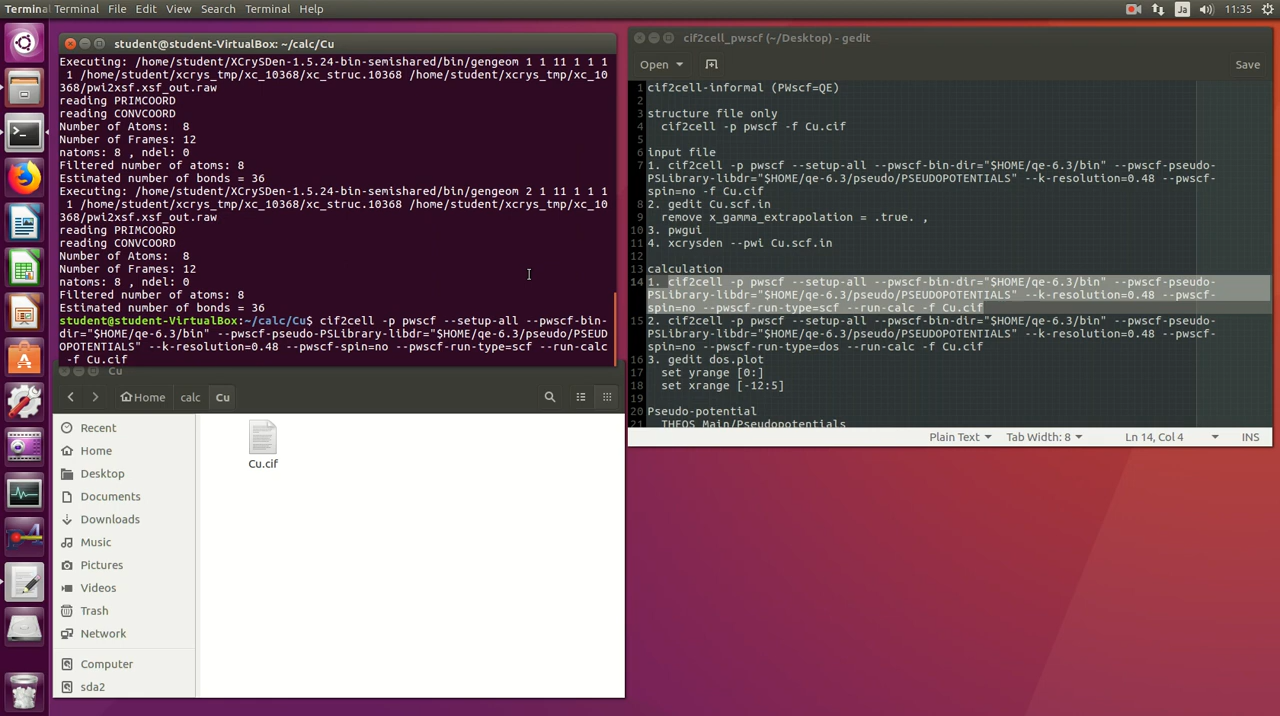 Terminal Terminal File Edit View Search Terminal Help
Ja 11:35
student@student-VirtualBox: ~/calc/Cu
Executing: /home/student/XCrySDen-1.5.24-bin-semishared/bin/gengeom 1 1 11 1 1 1
 1 /home/student/xcrys_tmp/xc_10368/xc_struc.10368 /home/student/xcrys_tmp/xc_10
368/pwi2xsf.xsf_out.raw
reading PRIMCOORD
reading CONVCOORD
Number of Atoms:  8
Number of Frames: 12
natoms: 8 , ndel: 0
Filtered number of atoms: 8
Estimated number of bonds = 36
Executing: /home/student/XCrySDen-1.5.24-bin-semishared/bin/gengeom 2 1 11 1 1 1
 1 /home/student/xcrys_tmp/xc_10368/xc_struc.10368 /home/student/xcrys_tmp/xc_10
368/pwi2xsf.xsf_out.raw
reading PRIMCOORD
reading CONVCOORD
Number of Atoms:  8
Number of Frames: 12
natoms: 8 , ndel: 0
Filtered number of atoms: 8
Estimated number of bonds = 36
student@student-VirtualBox:~/calc/Cu$ cif2cell -p pwscf --setup-all --pwscf-bin-
dir="$HOME/qe-6.3/bin" --pwscf-pseudo-PSLibrary-libdr="$HOME/qe-6.3/pseudo/PSEUD
OPOTENTIALS" --k-resolution=0.48 --pwscf-spin=no --pwscf-run-type=scf --run-calc
 -f Cu.cif
Cu
Home calc Cu
Recent
Home
Desktop
Documents
Downloads
Music
Pictures
Videos
Trash
Network
Computer
sda2
Cu.cif
cif2cell_pwscf (~/Desktop) - gedit
Open Save
1 cif2cell-informal (PWscf=QE)
2
3 structure file only
4   cif2cell -p pwscf -f Cu.cif
5
6 input file
7 1. cif2cell -p pwscf --setup-all --pwscf-bin-dir="$HOME/qe-6.3/bin" --pwscf-pseudo-
PSLibrary-libdr="$HOME/qe-6.3/pseudo/PSEUDOPOTENTIALS" --k-resolution=0.48 --pwscf-
spin=no -f Cu.cif
8 2. gedit Cu.scf.in
9   remove x_gamma_extrapolation = .true. ,
10 3. pwgui
11 4. xcrysden --pwi Cu.scf.in
12
13 calculation
14 1. cif2cell -p pwscf --setup-all --pwscf-bin-dir="$HOME/qe-6.3/bin" --pwscf-pseudo-
PSLibrary-libdr="$HOME/qe-6.3/pseudo/PSEUDOPOTENTIALS" --k-resolution=0.48 --pwscf-
spin=no --pwscf-run-type=scf --run-calc -f Cu.cif
15 2. cif2cell -p pwscf --setup-all --pwscf-bin-dir="$HOME/qe-6.3/bin" --pwscf-pseudo-
PSLibrary-libdr="$HOME/qe-6.3/pseudo/PSEUDOPOTENTIALS" --k-resolution=0.48 --pwscf-
spin=no --pwscf-run-type=dos --run-calc -f Cu.cif
16 3. gedit dos.plot
17   set yrange [0:]
18   set xrange [-12:5]
19
20 Pseudo-potential
21   THEOS Main/Pseudopotentials
Plain Text Tab Width: 8 Ln 14, Col 4 INS